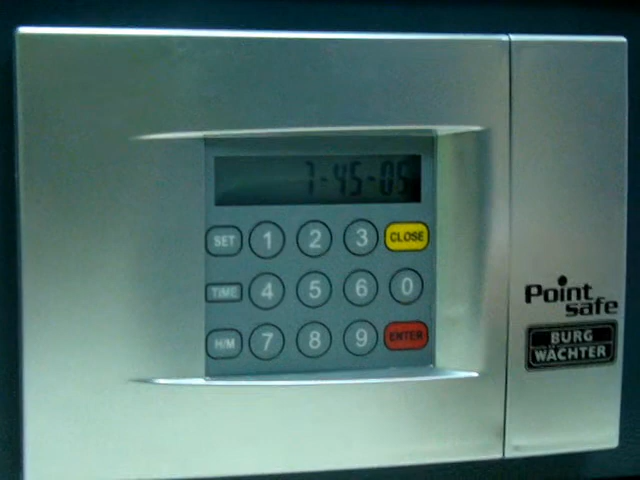 7-45-05
SET 1 2 3 CLOSE
TIME 4 5 6 0
H/M 7 8 9 ENTER
Point
safe
BURG
WÄCHTER